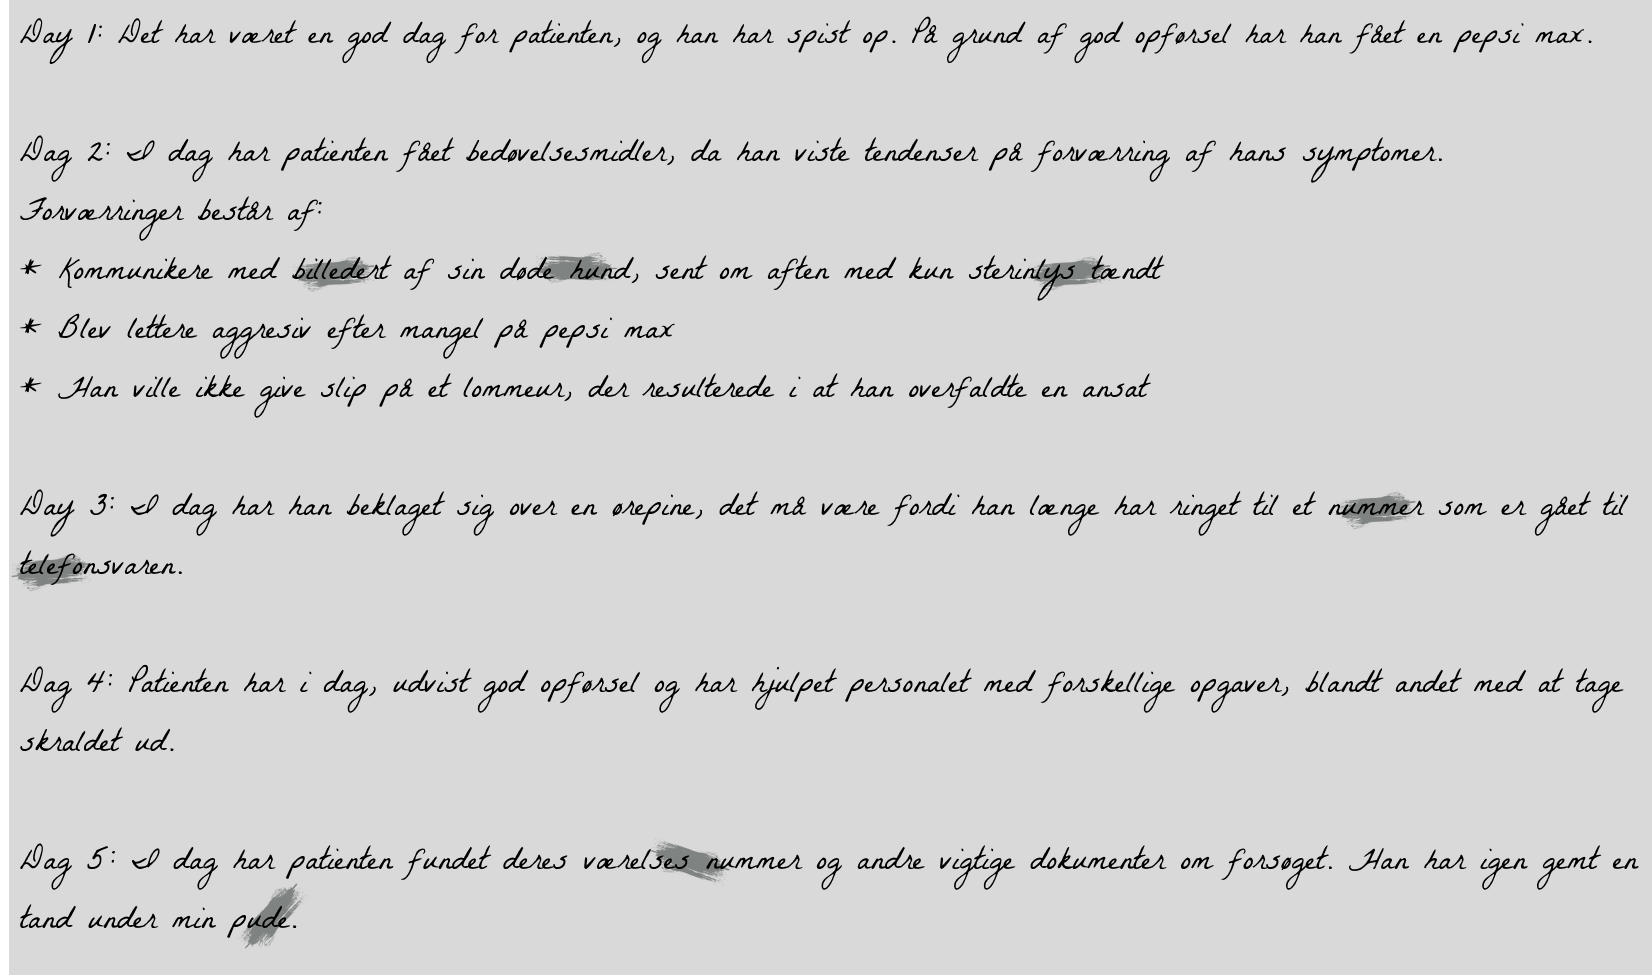 Day 1: Det har været en god dag for patienten, og han har spist op. På grund af god opførsel har han fået en pepsi max.
Dag 2: I dag har patienten fået bedøvelsesmidler, da han viste tendenser på forværring af hans symptomer.
Forværringer består af:
* Kommunikere med billedert af sin døde hund, sent om aften med kun sterinlys tændt
* Blev lettere aggresiv efter mangel på pepsi max
* Han ville ikke give slip på et lommeur, der resulterede i at han overfaldte en ansat
Day 3: I dag har han beklaget sig over en ørepine, det må være fordi han længe har ringet til et nummer som er gået til
telefonsvaren.
Dag 4: Patienten har i dag, udvist god opførsel og har hjulpet personalet med forskellige opgaver, blandt andet med at tage
skraldet ud.
Dag 5: I dag har patienten fundet deres værelses nummer og andre vigtige dokumenter om forsøget. Han har igen gemt en
tand under min pude.